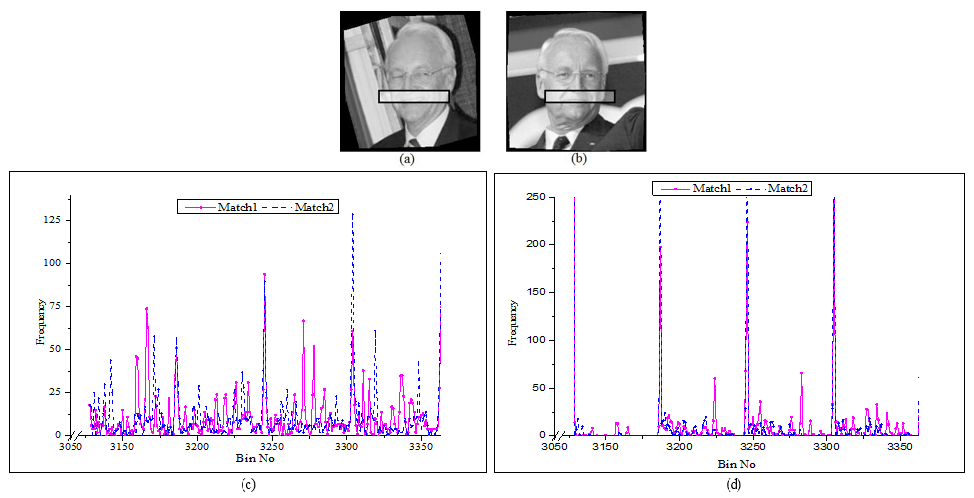 (a)
(b)
Match1 Match2
125
100
75
50
25
0
Frequency
3050 3150 3200 3250 3300 3350
Bin No
(c)
Match1 Match2
250
200
150
100
50
0
Frequency
3050 3200 3250 3300 3350
Bin No
(d)